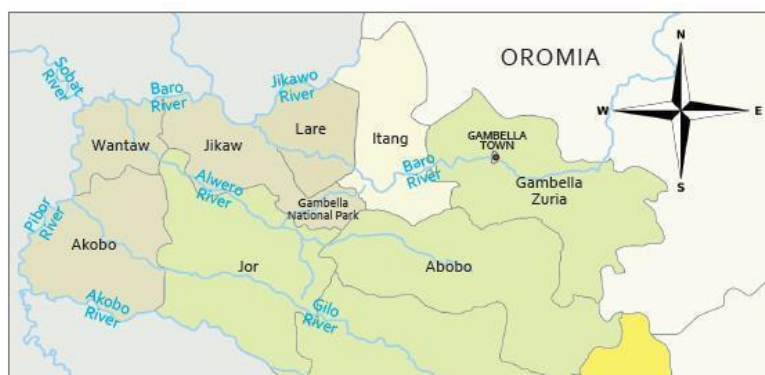 N
OROMIA
W
E
S
Sobat
River
Baro
River
Jikawo
River
Wantaw
Jikaw
Lare
Itang
GAMBELLA
TOWN
Baro
River
Gambella
Zuria
Alwero
River
Gambella
National Park
Pibor
River
Akobo
Jor
Abobo
Akobo
River
Gilo
River